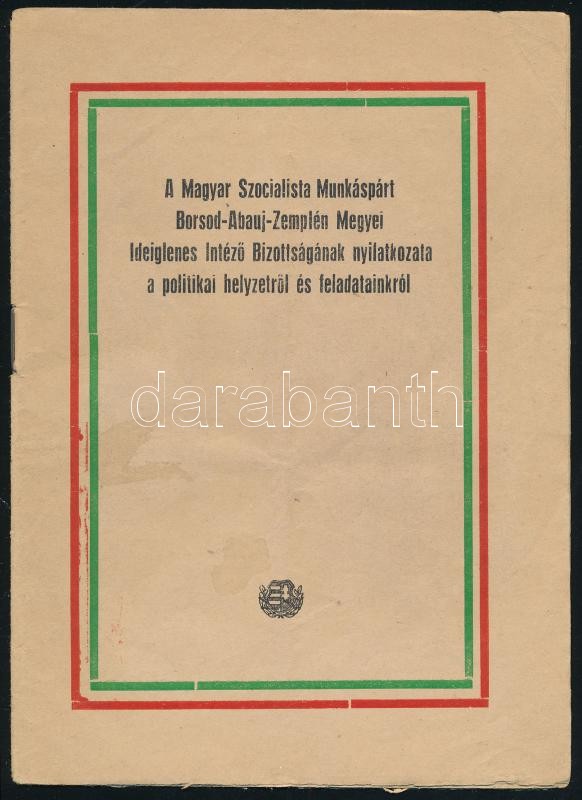 A Magyar Szocialista Munkáspárt
Borsod-Abauj-Zemplén Megyei
Ideiglenes Intéző Bizottságának nyilatkozata
a politikai helyzetről és feladatainkról
darabanth